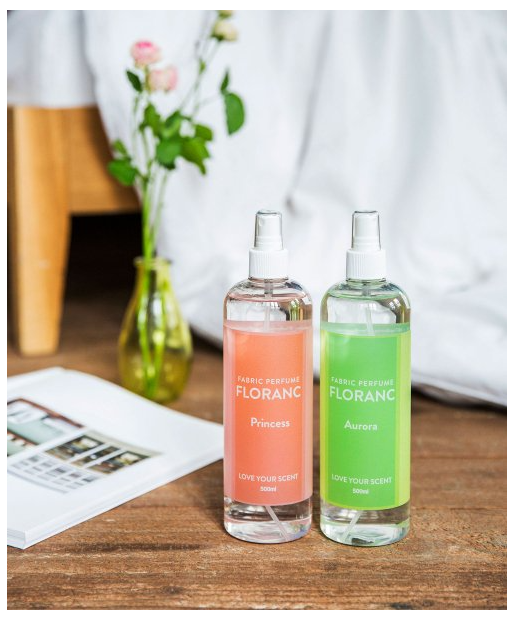 FABRIC PERFUME
FLORANC
Princess
LOVE YOUR SCENT
500ml
FABRIC PERFUME
FLORANC
Aurora
LOVE YOUR SCENT
500ml